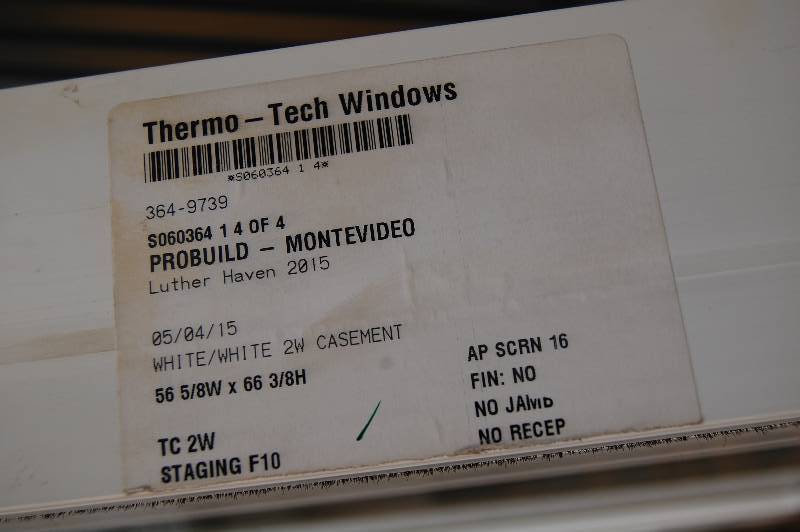 Thermo-Tech Windows
*S060364 1 4*
364-9739
S060364 1 4 OF 4
PROBUILD - MONTEVIDEO
Luther Haven 2015
05/04/15
WHITE/WHITE 2W CASEMENT
56 5/8W x 66 3/8H
AP SCRN 16
FIN: NO
NO JAMB
NO RECEP
TC 2W
STAGING F10